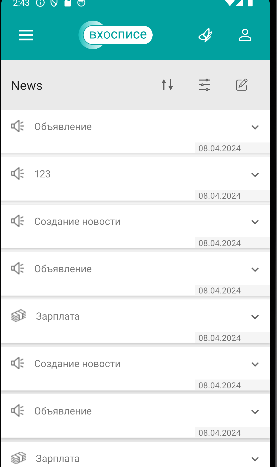 2:43
вхосписе
News
Объявление
08.04.2024
123
08.04.2024
Создание новости
08.04.2024
Объявление
08.04.2024
Зарплата
08.04.2024
Создание новости
08.04.2024
Объявление
08.04.2024
Зарплата